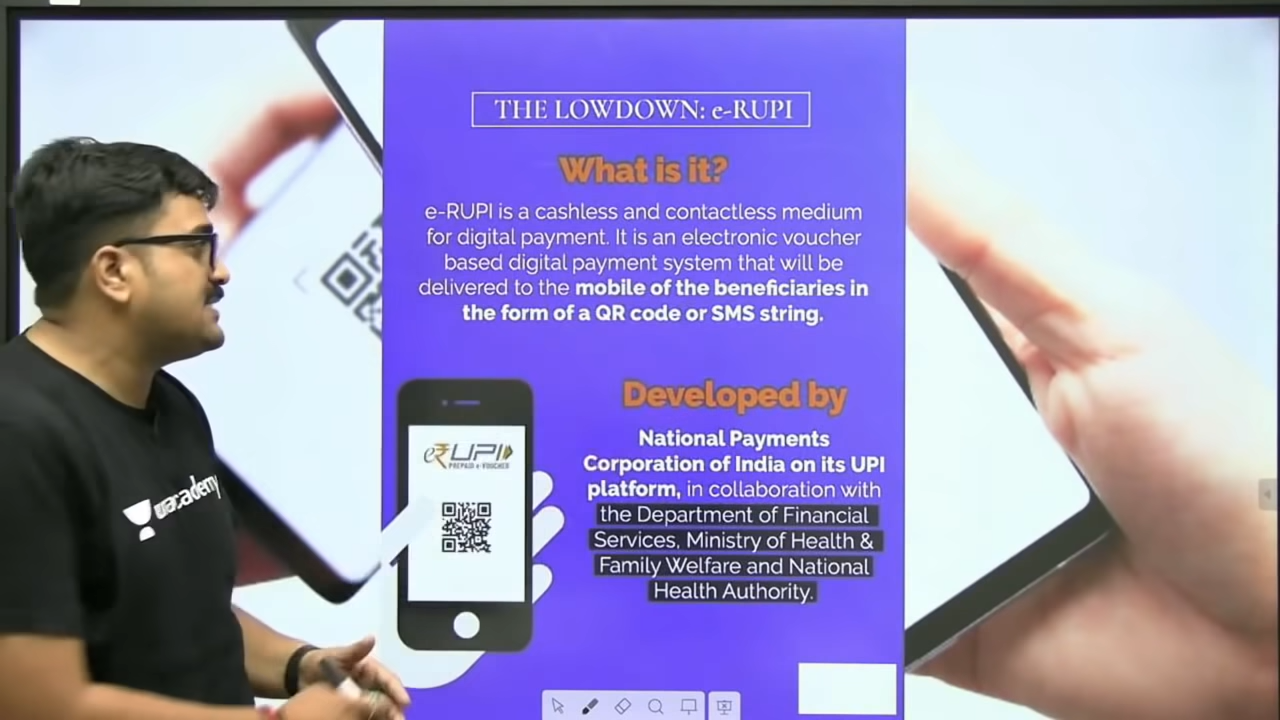 THE LOWDOWN: e-RUPI
What is it?
e-RUPI is a cashless and contactless medium
for digital payment. It is an electronic voucher
based digital payment system that will be
delivered to the mobile of the beneficiaries in
the form of a QR code or SMS string.
Developed by
National Payments
Corporation of India on its UPI
platform, in collaboration with
the Department of Financial
Services, Ministry of Health &
Family Welfare and National
Health Authority.
e₹UPI
PREPAID e-VOUCHER
unacademy